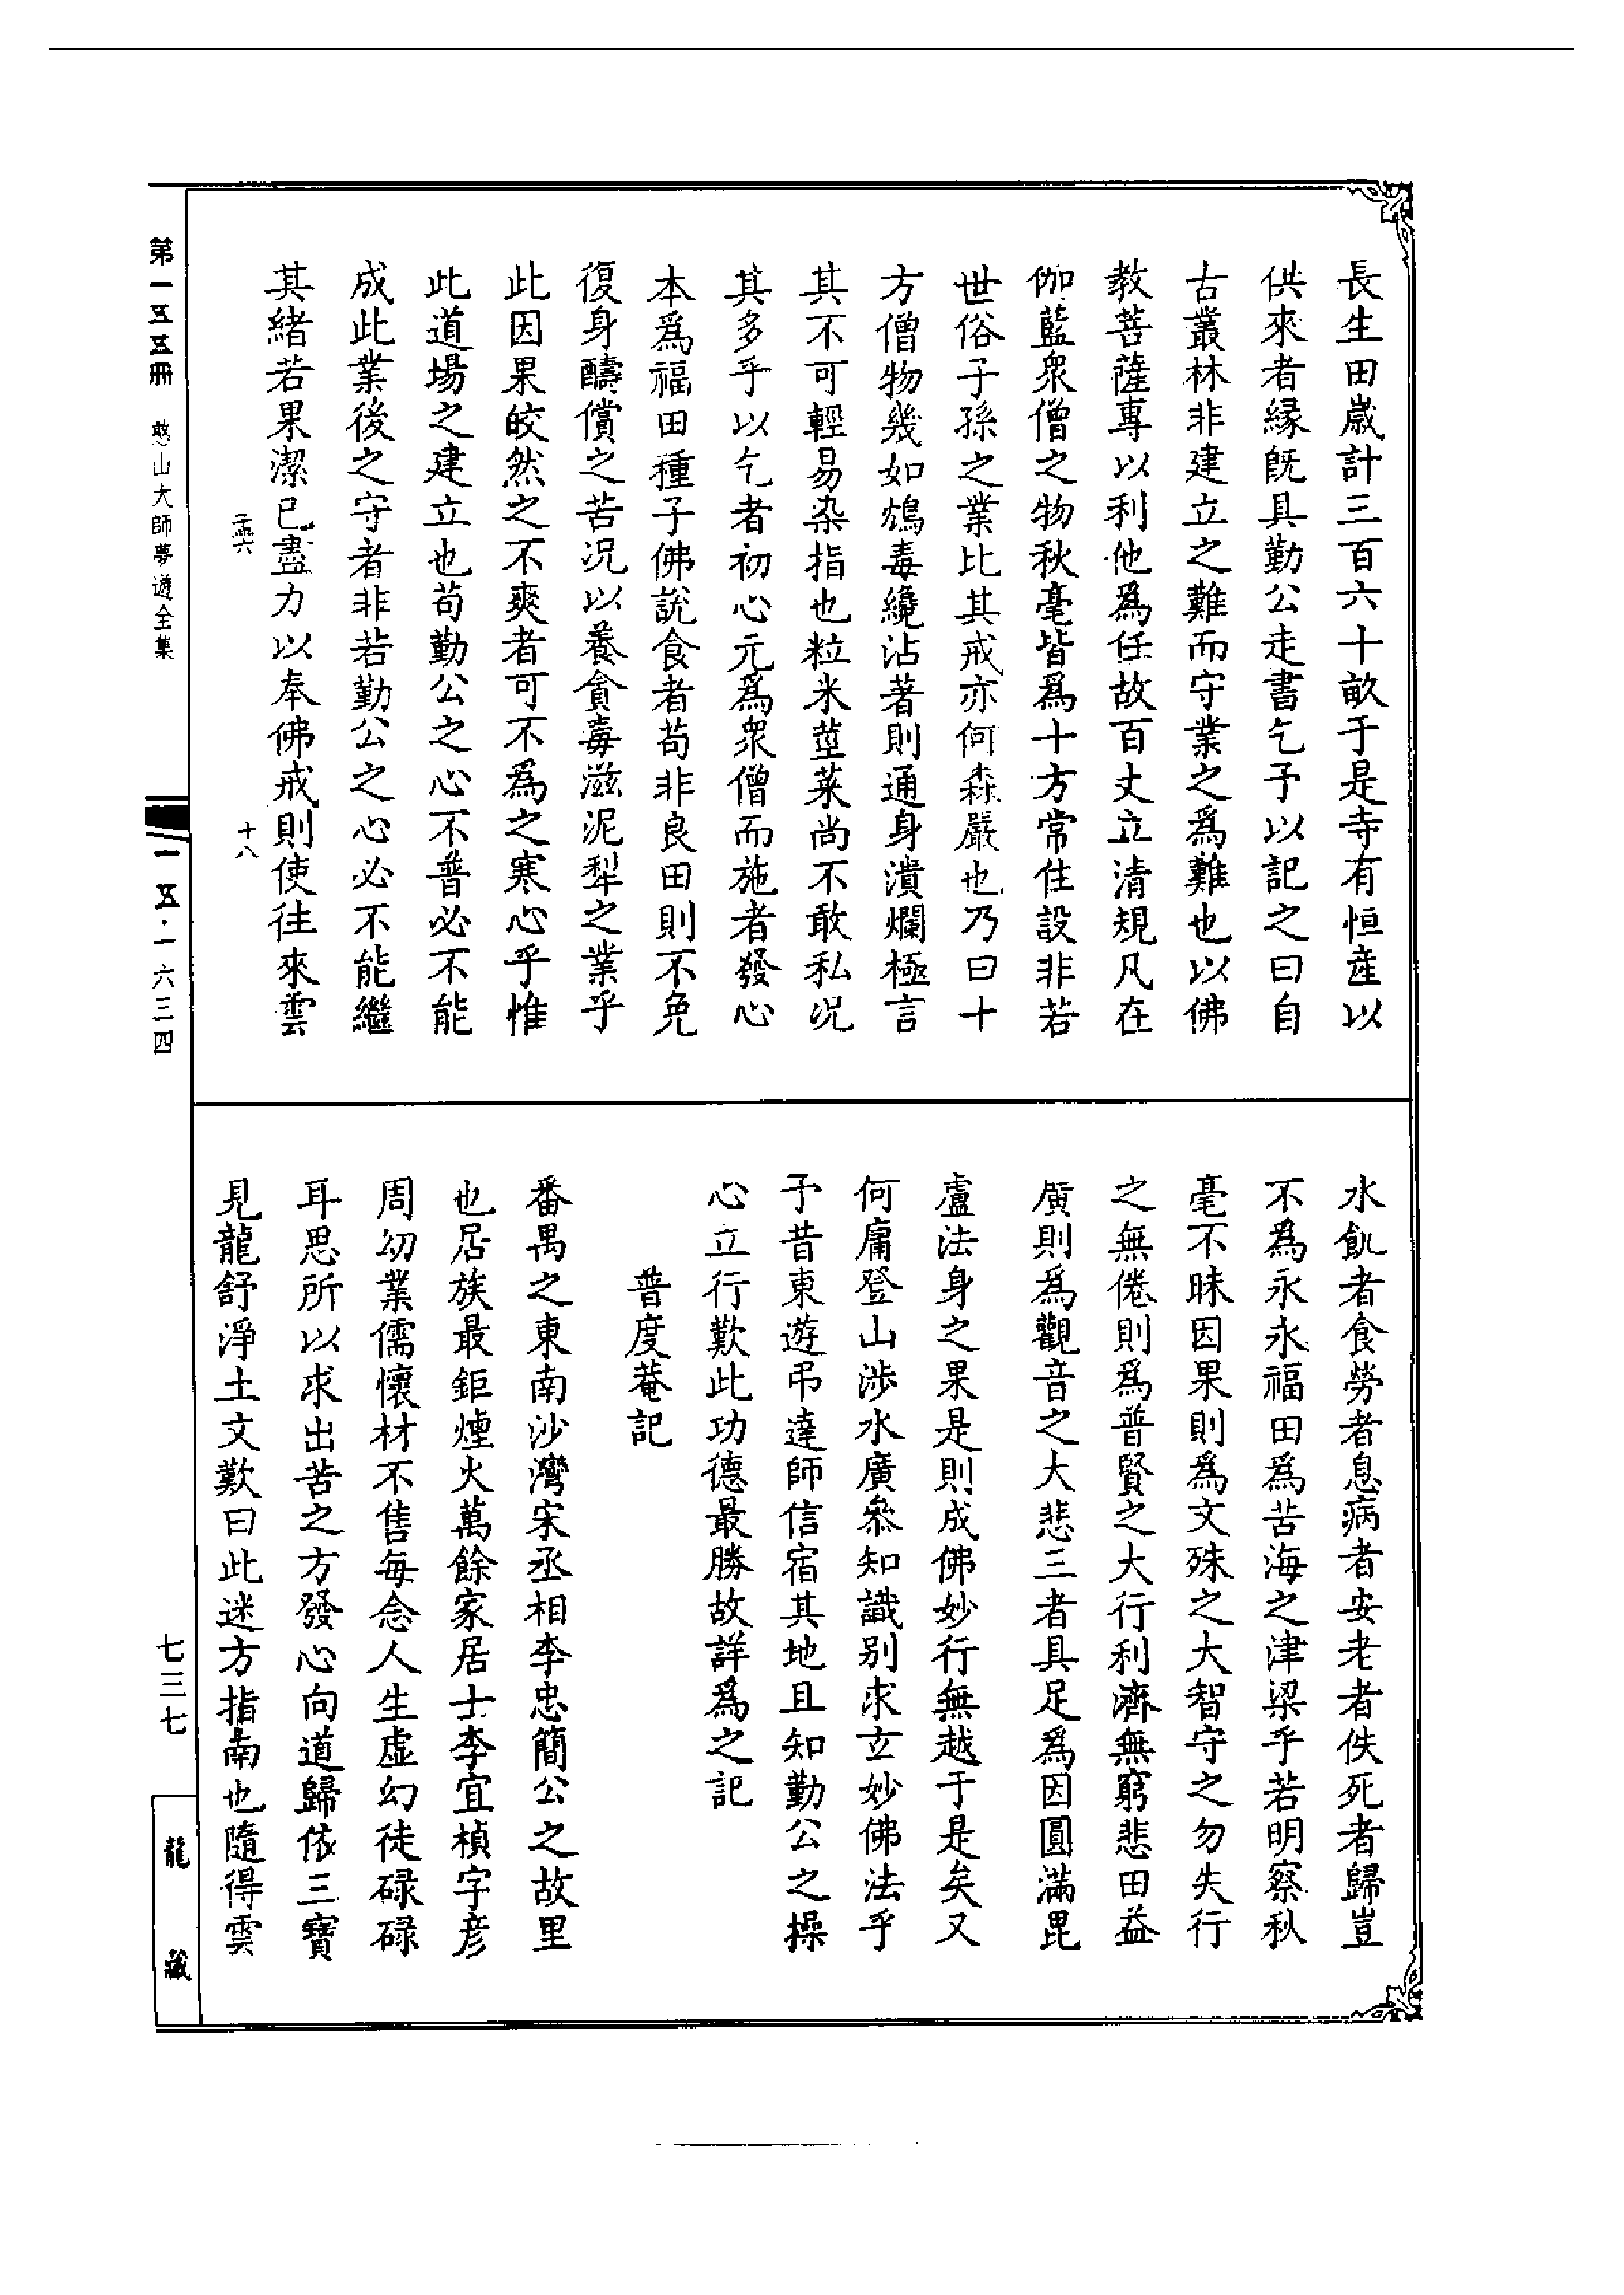 長生田歲計三百六十畝于是寺有恒産以
供來者緣旣具勤公走書乞予以記之曰自
古叢林非建立之難而守業之爲難也以佛
教菩薩專以利他爲任故百丈立清規凡在
伽藍衆僧之物秋毫皆爲十方常住設非若
世俗子孫之業比其戒亦何森嚴也乃曰十
方僧物幾如鴆毒纔沾著則通身潰爛極言
其不可輕易染指也粒米莖菜尚不敢私况
其多乎以乞者初心元爲衆僧而施者發心
本爲福田種子佛說食者苟非良田則不免
復身酬償之苦况以養貪毒滋泥犁之業乎
此因果皎然之不爽者可不爲之寒心乎惟
此道場之建立也苟勤公之心不普必不能
成此業後之守者非若勤公之心必不能繼
其緒若果潔已盡力以奉佛戒則使往來雲
十八
水飢者食勞者息病者安老者佚死者歸豈
不爲永永福田爲苦海之津梁乎若明察秋
毫不昧因果則爲文殊之大智守之勿失行
之無倦則爲普賢之大行利濟無窮悲田益
廣則爲觀音之大悲三者具足爲因圓滿毘
盧法身之果是則成佛妙行無越于是矣又
何庸登山涉水廣參知識別求玄妙佛法乎
予昔東遊弔達師信宿其地且知勤公之操
心立行歎此功德最勝故詳爲之記
普度菴記
番禺之東南沙灣宋丞相李忠簡公之故里
也居族最鉅煙火萬餘家居士李宜楨字彥
周幼業儒懷材不售每念人生虛幻徒碌碌
耳思所以求出苦之方發心向道歸依三寶
見龍舒淨土文歎曰此迷方指南也隨得雲
第一五五冊 憨山大師夢遊全集
一五·一六三四
七三七
龍藏